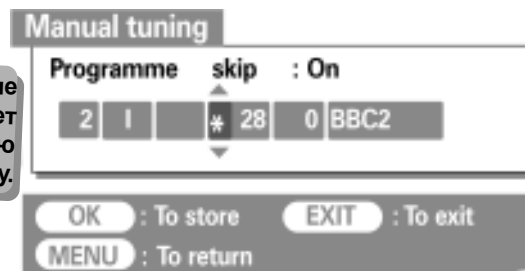 Manual tuning
Programme skip : On
2 I * 28 0 BBC2
OK : To store EXIT : To exit
MENU : To return